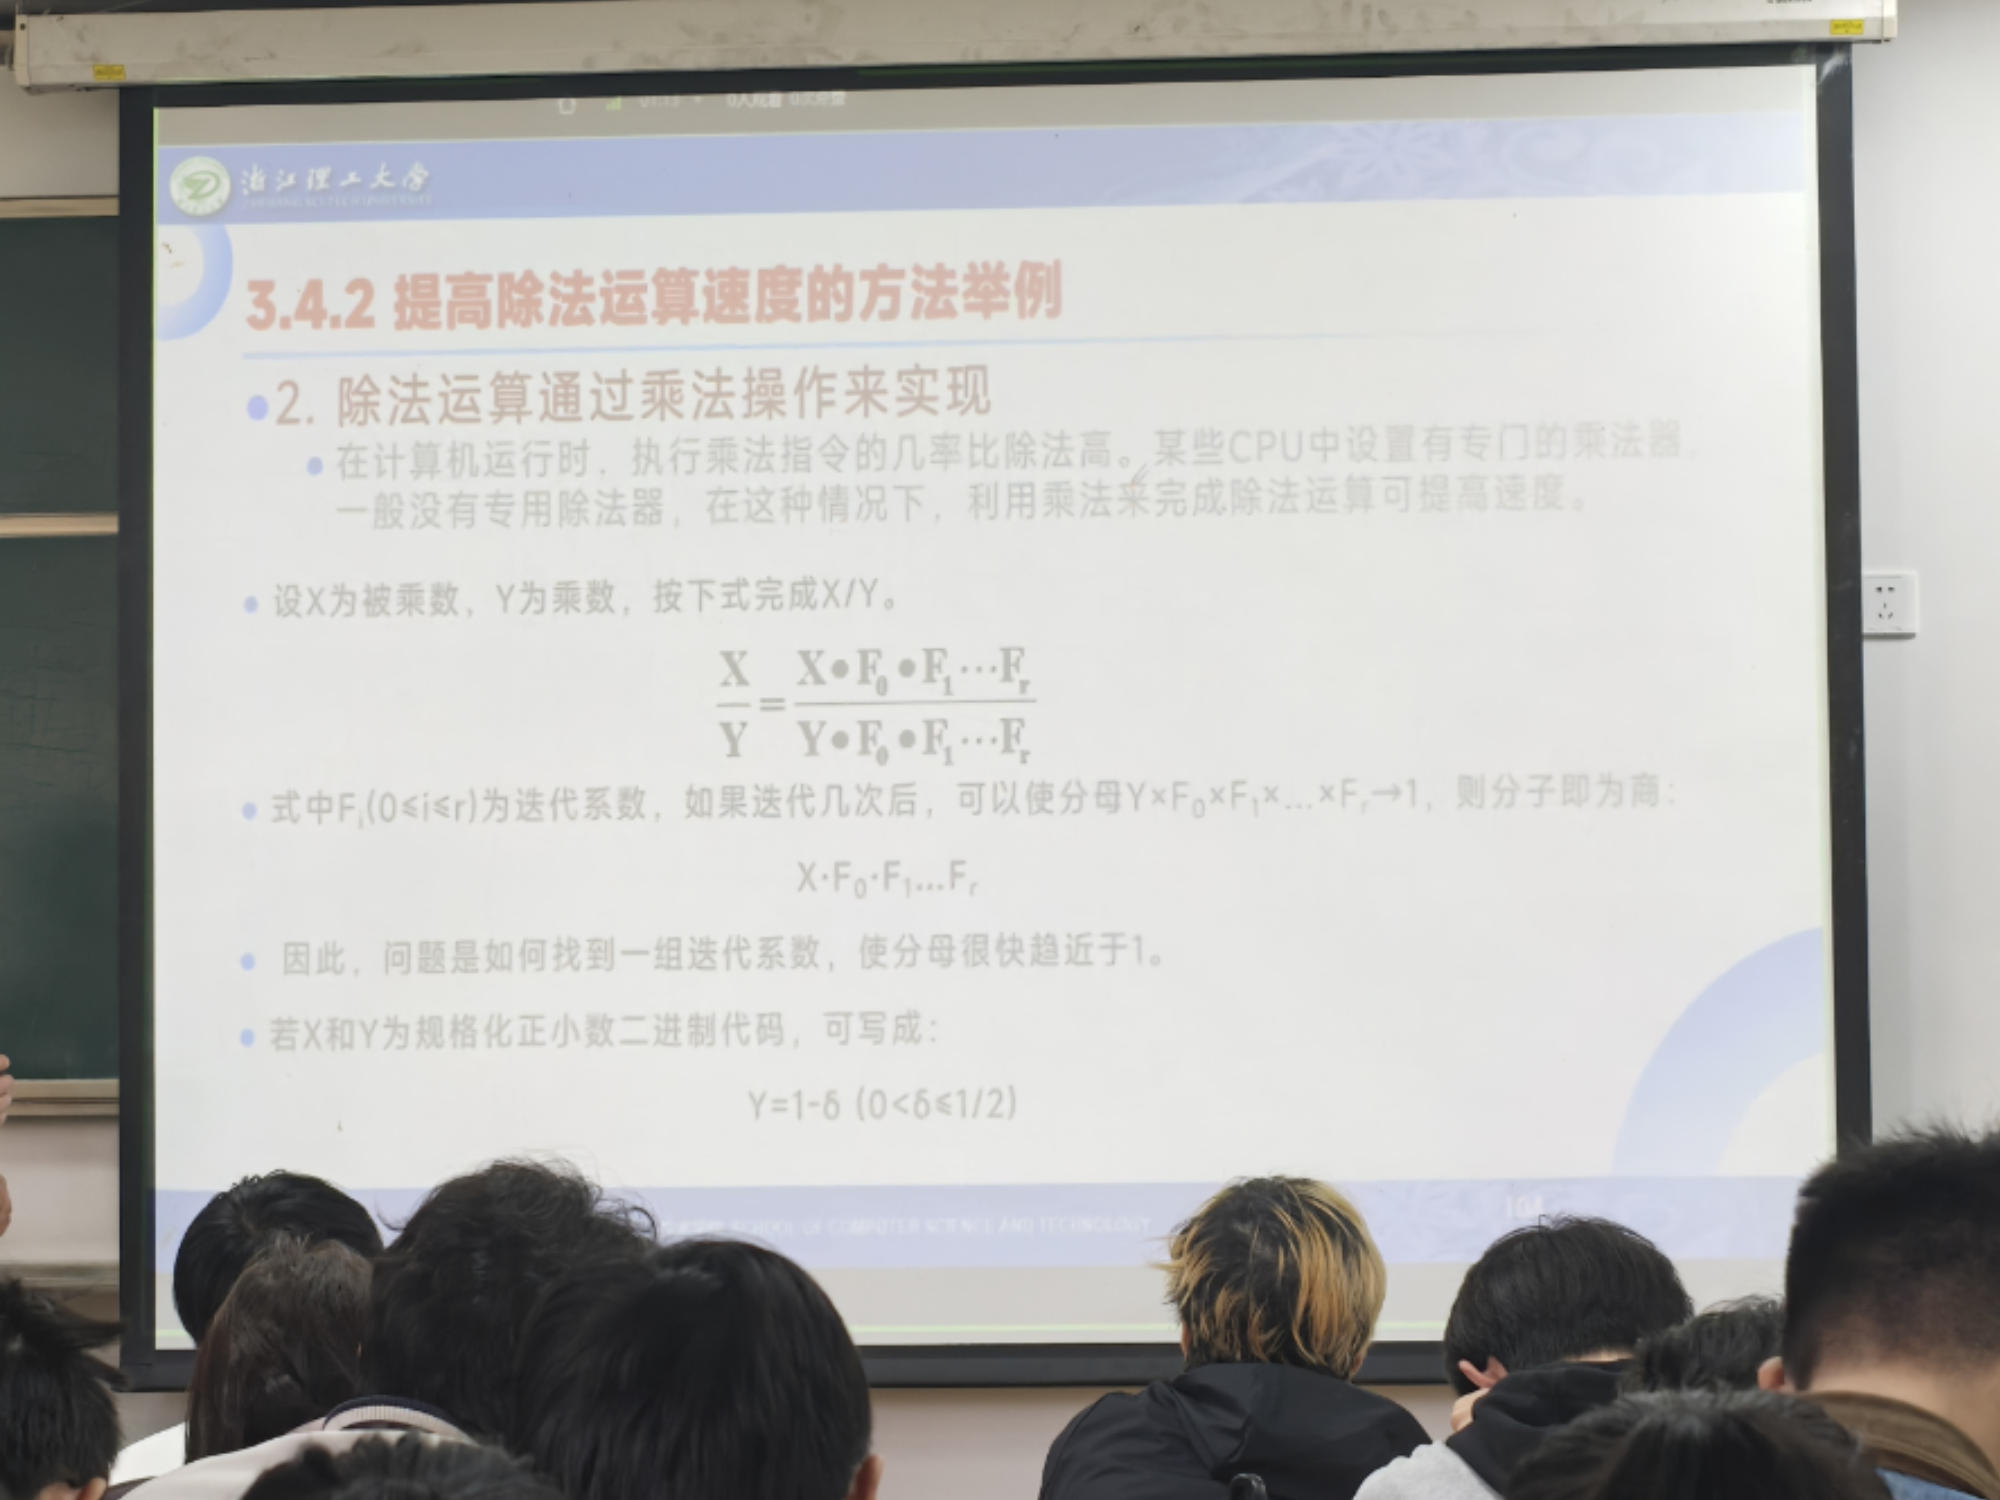 浙江理工大学
3.4.2 提高除法运算速度的方法举例
2. 除法运算通过乘法操作来实现
在计算机运行时，执行乘法指令的几率比除法高。某些CPU中设置有专门的乘法器，
一般没有专用除法器，在这种情况下，利用乘法来完成除法运算可提高速度。
设X为被乘数，Y为乘数，按下式完成X/Y。
X/Y = X•F₀•F₁…Fᵣ / Y•F₀•F₁…Fᵣ
式中Fᵢ(0≤i≤r)为迭代系数，如果迭代几次后，可以使分母Y×F₀×F₁×…×Fᵣ→1，则分子即为商：
X·F₀·F₁…Fᵣ
因此，问题是如何找到一组迭代系数，使分母很快趋近于1。
若X和Y为规格化正小数二进制代码，可写成：
Y=1-δ (0<δ≤1/2)
SCHOOL OF COMPUTER SCIENCE AND TECHNOLOGY